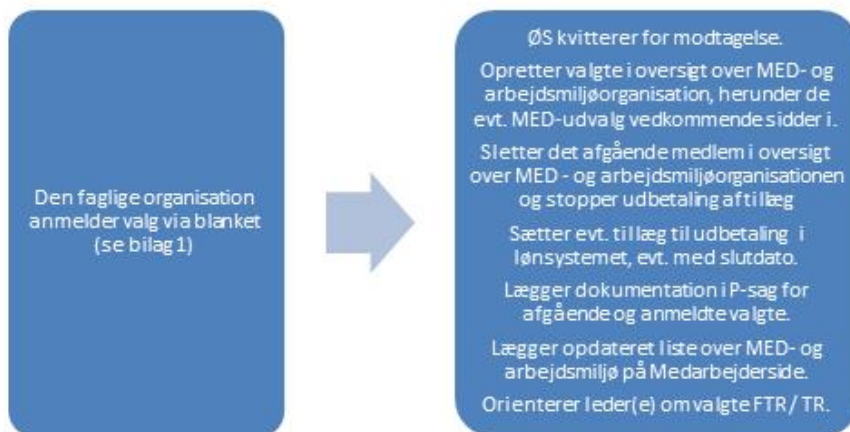 Den faglige organisation
anmelder valg via blanket
(se bilag 1)
ØS kvitterer for modtagelse.
Opretter valgte i oversigt over MED- og
arbejdsmiljøorganisation, herunder de
evt. MED-udvalg vedkommende sidder i.
Sletter det afgående medlem i oversigt
over MED - og arbejdsmiljøorganisationen
og stopper udbetaling af tillæg
Sætter evt. tillæg til udbetaling i
lønsystemet, evt. med slutdato.
Lægger dokumentation i P-sag for
afgående og anmeldte valgte.
Lægger opdateret liste over MED- og
arbejdsmiljø på Medarbejderside.
Orienterer leder(e) om valgte FTR / TR.